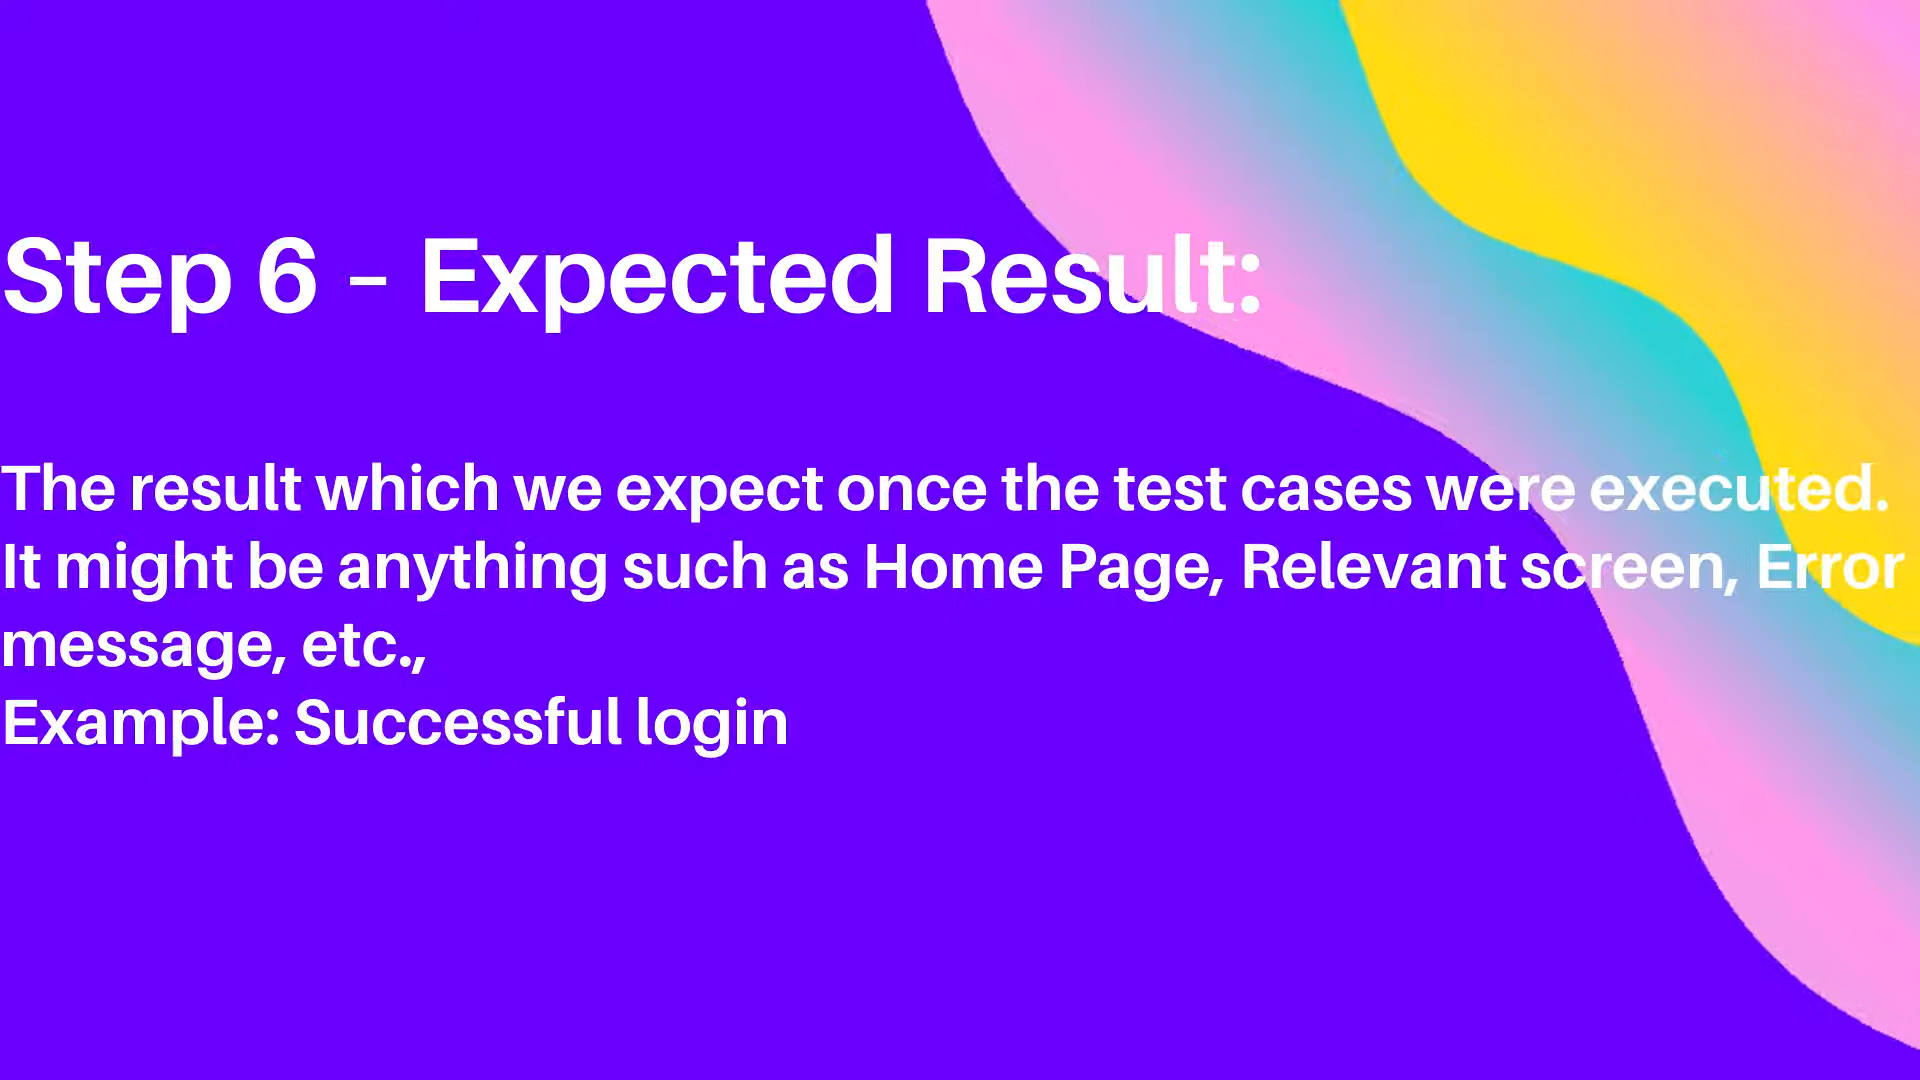 Step 6 – Expected Result:
The result which we expect once the test cases were executed.
It might be anything such as Home Page, Relevant screen, Error
message, etc.,
Example: Successful login